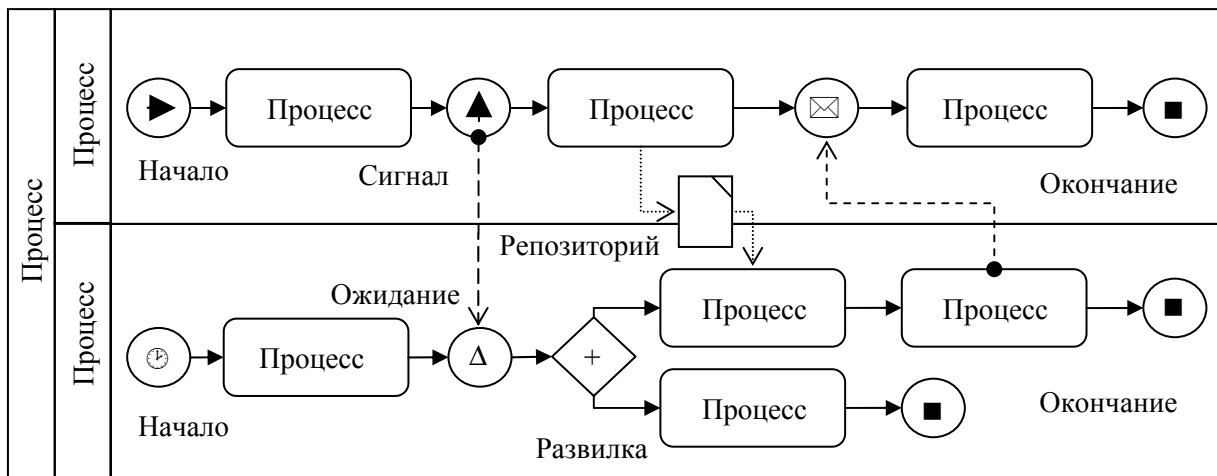 Процесс
Процесс
Процесс
Процесс
Процесс
Начало
Сигнал
Окончание
Репозиторий
Процесс
Процесс
Ожидание
Процесс
Процесс
Δ
+
Процесс
Начало
Развилка
Процесс
Окончание